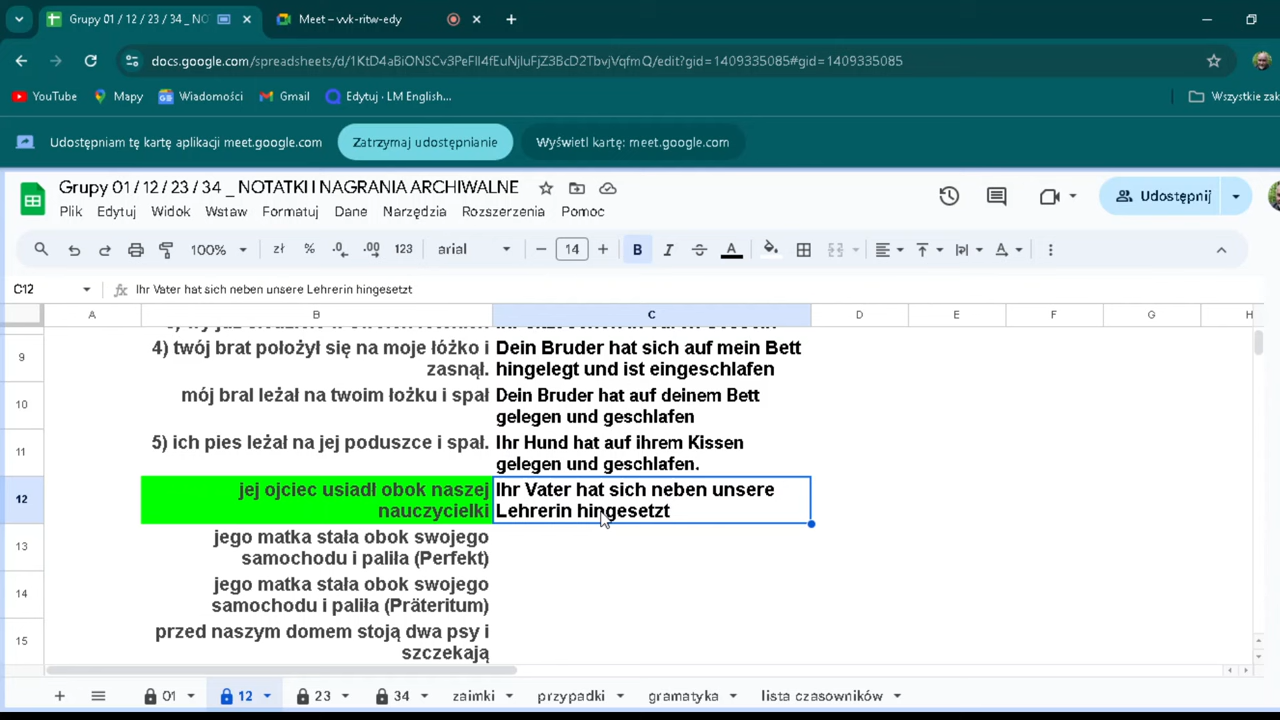 Grupy 01 / 12 / 23 / 34 _ NO
Meet – vvk-ritw-edy
docs.google.com/spreadsheets/d/1KtD4aBiONSCv3PeFII4fEuNjluFjZ3BcD2TbvjVqfmQ/edit?gid=1409335085#gid=1409335085
YouTube
Mapy
Wiadomości
Gmail
Edytuj · LM English...
Wszystkie zak
Udostępniam tę kartę aplikacji meet.google.com
Zatrzymaj udostępnianie
Wyświetl kartę: meet.google.com
Grupy 01 / 12 / 23 / 34 _ NOTATKI I NAGRANIA ARCHIWALNE
Udostępnij
Plik Edytuj Widok Wstaw Formatuj Dane Narzędzia Rozszerzenia Pomoc
100% zł % .0 .00 123 arial 14 B I A
C12 fx Ihr Vater hat sich neben unsere Lehrerin hingesetzt
A B C D E F G H
9 4) twój brat położył się na moje łóżko i zasnął. Dein Bruder hat sich auf mein Bett
hingelegt und ist eingeschlafen
10 mój bral leżał na twoim łożku i spał Dein Bruder hat auf deinem Bett
gelegen und geschlafen
11 5) ich pies leżał na jej poduszce i spał. Ihr Hund hat auf ihrem Kissen
gelegen und geschlafen.
12 jej ojciec usiadł obok naszej nauczycielki Ihr Vater hat sich neben unsere
Lehrerin hingesetzt
13 jego matka stała obok swojego
samochodu i paliła (Perfekt)
14 jego matka stała obok swojego
samochodu i paliła (Präteritum)
15 przed naszym domem stoją dwa psy i
szczekają
01 12 23 34 zaimki przypadki gramatyka lista czasowników